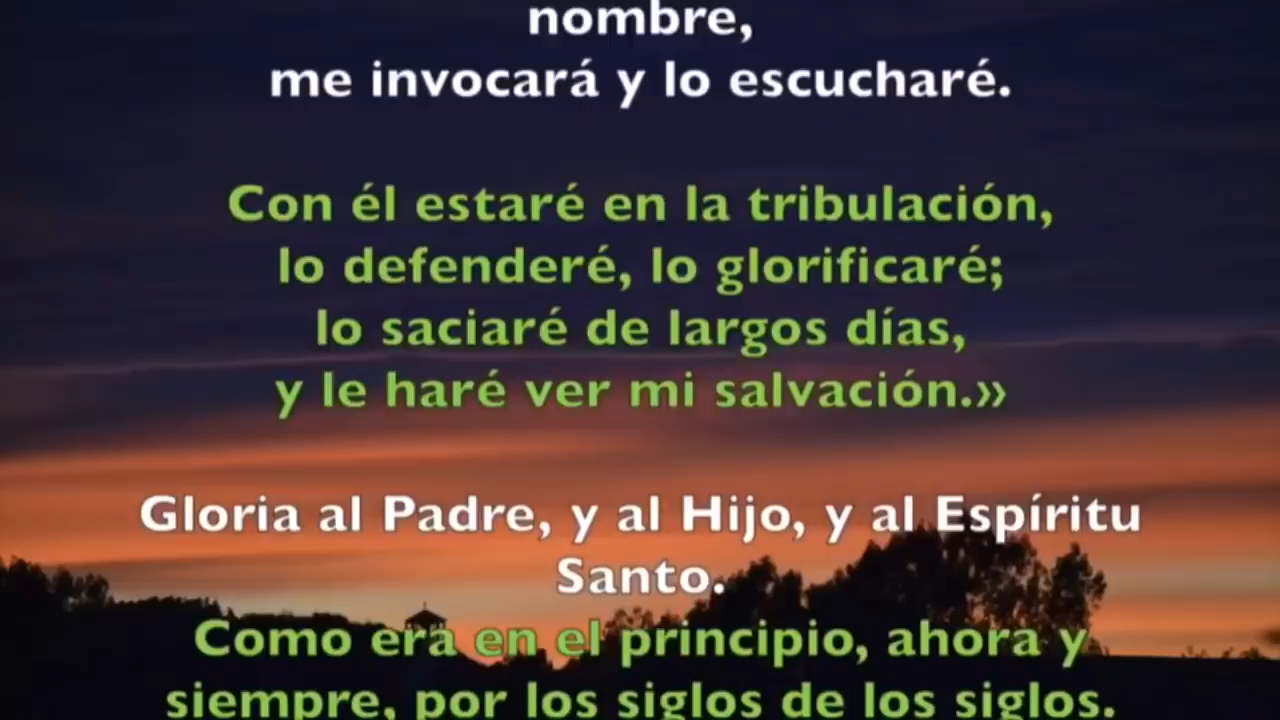 nombre,
me invocará y lo escucharé.
Con él estaré en la tribulación,
lo defenderé, lo glorificaré;
lo saciaré de largos días,
y le haré ver mi salvación.»
Gloria al Padre, y al Hijo, y al Espíritu
Santo.
Como era en el principio, ahora y
siempre, por los siglos de los siglos.